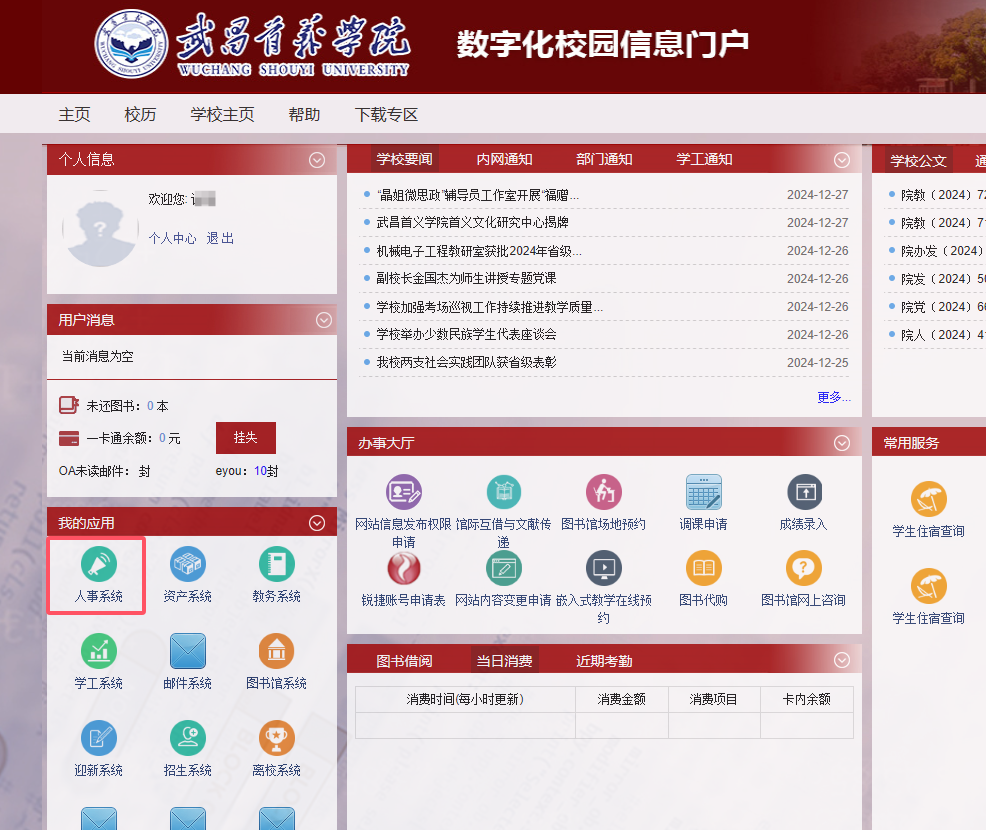 武昌首义学院
WUCHANG SHOUYI UNIVERSITY
数字化校园信息门户
主页 校历 学校主页 帮助 下载专区
个人信息
欢迎您:
个人中心 退出
用户消息
当前消息为空
未还图书：0 本
一卡通余额：0 元
挂失
OA未读邮件： 封 eyou：10封
我的应用
人事系统 资产系统 教务系统
学工系统 邮件系统 图书馆系统
迎新系统 招生系统 离校系统
学校要闻 内网通知 部门通知 学工通知
“晶姐微思政”辅导员工作室开展“福赠... 2024-12-27
武昌首义学院首义文化研究中心揭牌 2024-12-27
机械电子工程教研室获批2024年省级... 2024-12-26
副校长金国杰为师生讲授专题党课 2024-12-26
学校加强考场巡视工作持续推进教学质量... 2024-12-26
学校举办少数民族学生代表座谈会 2024-12-26
我校两支社会实践团队获省级表彰 2024-12-25
更多...
办事大厅
网站信息发布权限申请 馆际互借与文献传递 图书馆场地预约 调课申请 成绩录入
锐捷账号申请表 网站内容变更申请 嵌入式教学在线预约 图书代购 图书馆网上咨询
图书借阅 当日消费 近期考勤
消费时间(每小时更新) 消费金额 消费项目 卡内余额
学校公文 通
院教（2024）7
院教（2024）7
院办发（2024）
院发（2024）5
院党（2024）6
院人（2024）4
常用服务
学生住宿查询
学生住宿查询